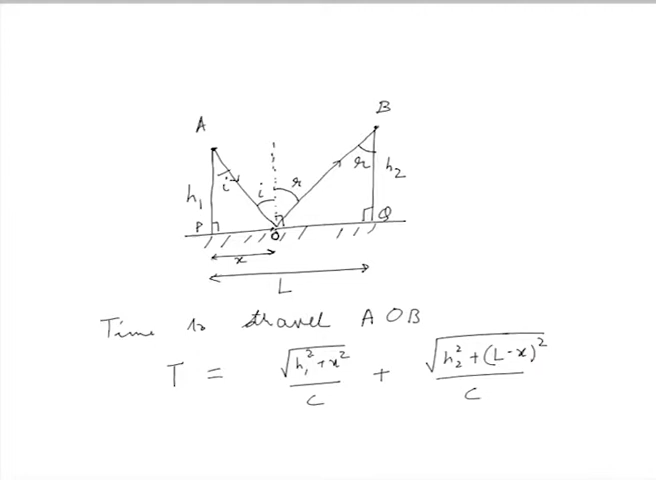 A
B
h₁
i
i
r
r
h₂
P
O
Q
x
L
Time to travel AOB
T = √(h₁² + x²)/c + √(h₂² + (L-x)²)/c